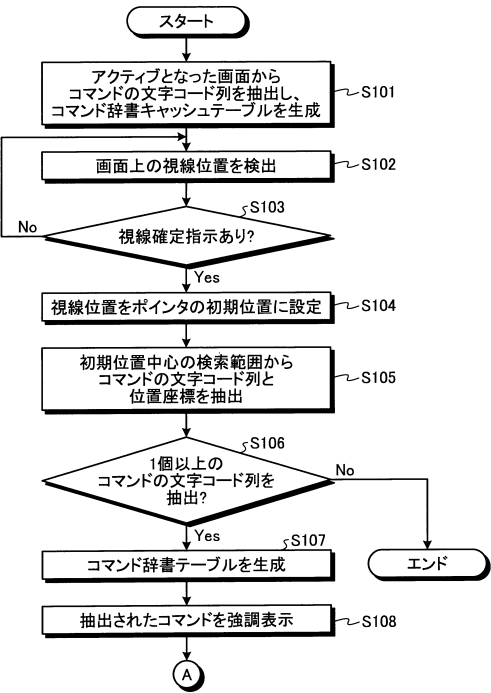 スタート
アクティブとなった画面から
コマンドの文字コード列を抽出し、
コマンド辞書キャッシュテーブルを生成
S101
画面上の視線位置を検出
S102
S103
No
視線確定指示あり?
Yes
視線位置をポインタの初期位置に設定
S104
初期位置中心の検索範囲から
コマンドの文字コード列と
位置座標を抽出
S105
S106
1個以上の
コマンドの文字コード列を
抽出?
No
Yes
S107
コマンド辞書テーブルを生成
エンド
抽出されたコマンドを強調表示
S108
A